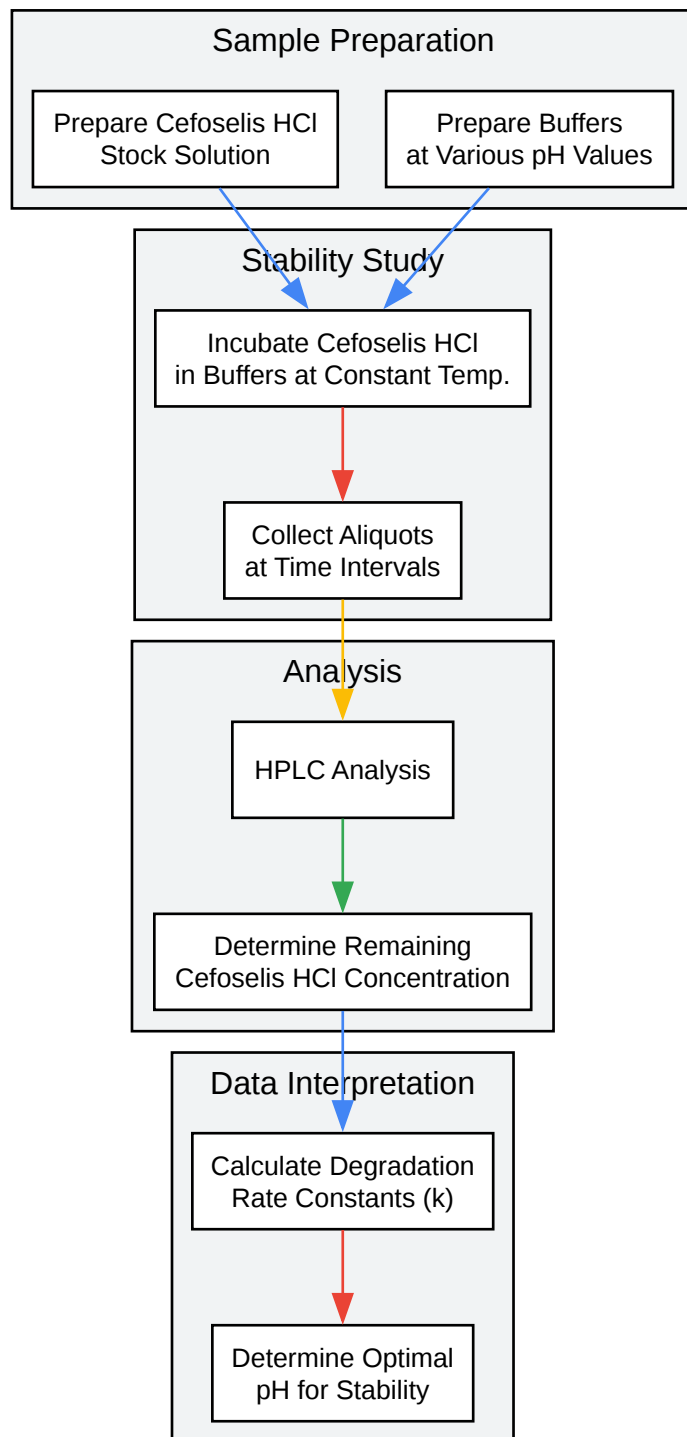 Sample Preparation
Prepare Cefoselis HCl
Stock Solution
Prepare Buffers
at Various pH Values
Stability Study
Incubate Cefoselis HCl
in Buffers at Constant Temp.
Collect Aliquots
at Time Intervals
Analysis
HPLC Analysis
Determine Remaining
Cefoselis HCl Concentration
Data Interpretation
Calculate Degradation
Rate Constants (k)
Determine Optimal
pH for Stability